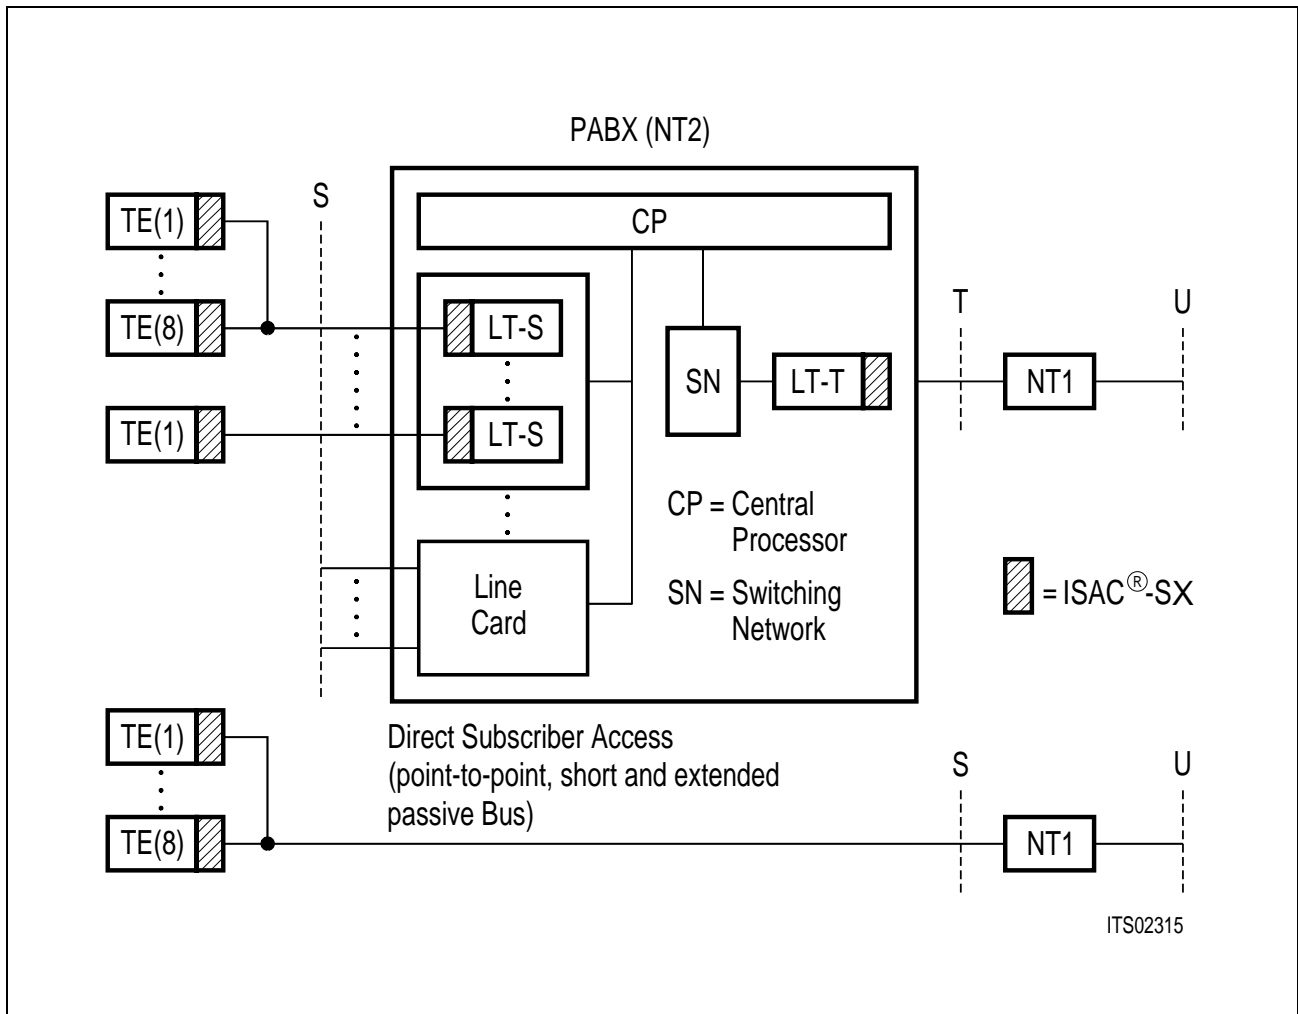 PABX (NT2)
S
TE(1)
CP
TE(8)
LT-S
T
U
SN
LT-T
NT1
TE(1)
LT-S
CP = Central
Processor
Line
Card
SN = Switching
Network
= ISAC®-SX
TE(1)
Direct Subscriber Access
(point-to-point, short and extended
passive Bus)
S
U
TE(8)
NT1
ITS02315